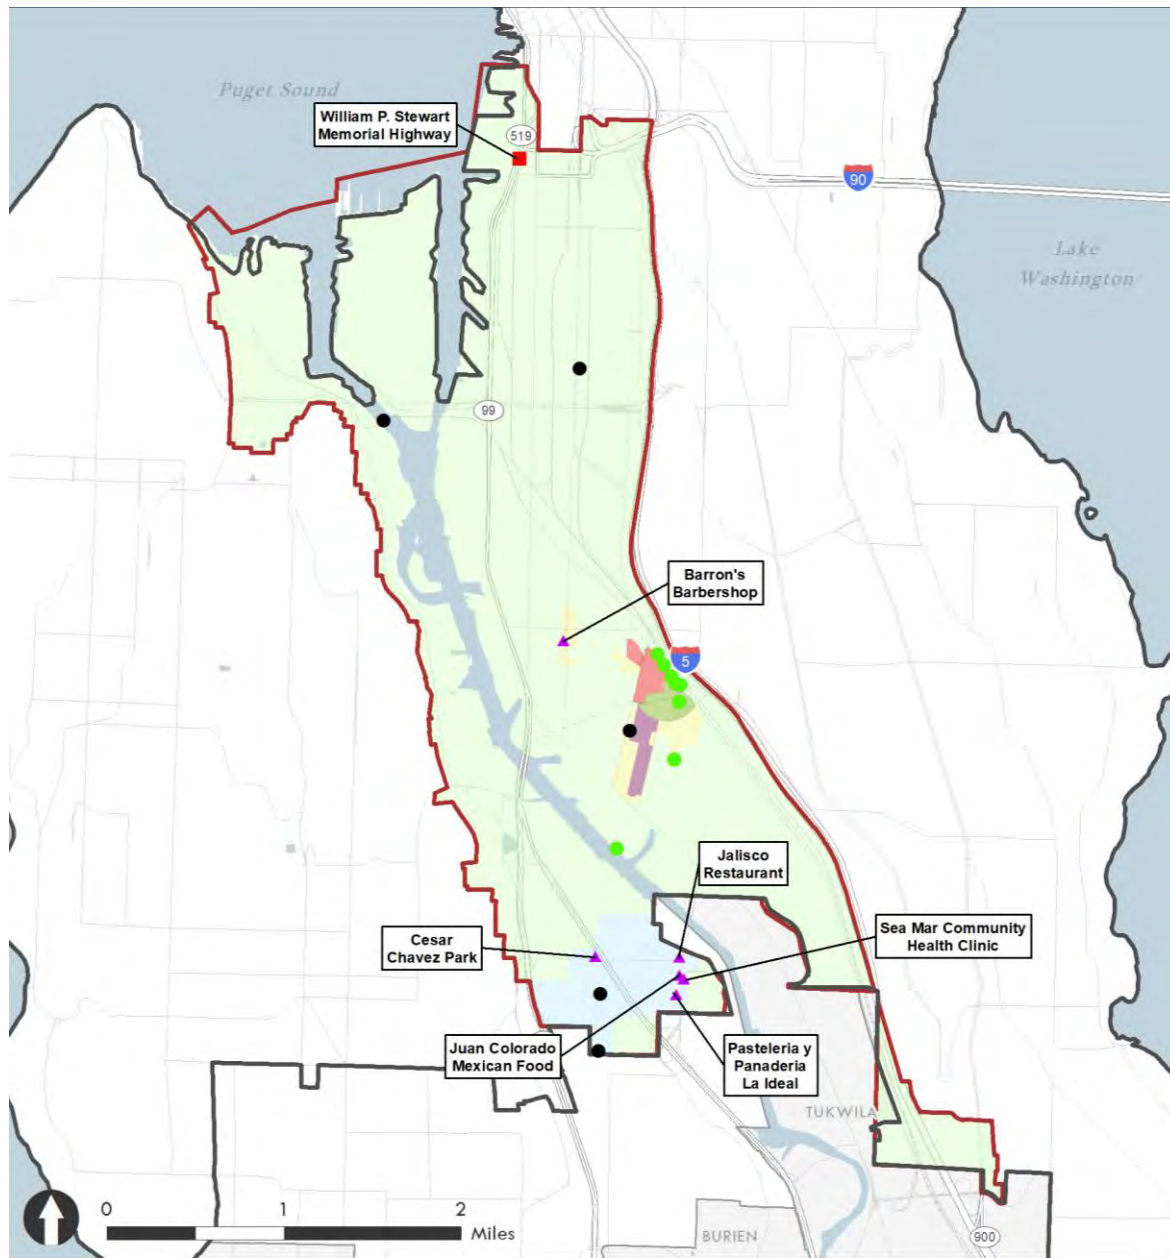 Puget Sound
William P. Stewart
Memorial Highway
519
90
Lake
Washington
99
Barron's
Barbershop
5
Jalisco
Restaurant
Cesar
Chavez Park
Sea Mar Community
Health Clinic
Juan Colorado
Mexican Food
Pasteleria y
Panaderia
La Ideal
TUKWILA
0 1 2
Miles
BURIEN
900